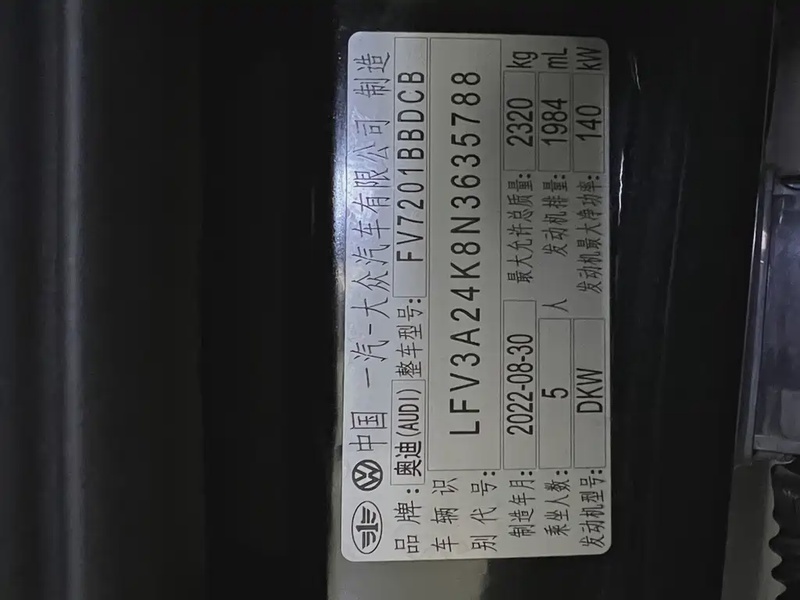 中国 一汽-大众汽车有限公司 制造
品牌: 奥迪(AUDI) 整车型号: FV7201BBDCB
车辆识别代号: LFV3A24K8N3635788
制造年月: 2022-08-30 最大允许总质量: 2320 kg
乘坐人数: 5 人 发动机排量: 1984 mL
发动机型号: DKW 发动机最大净功率: 140 kW